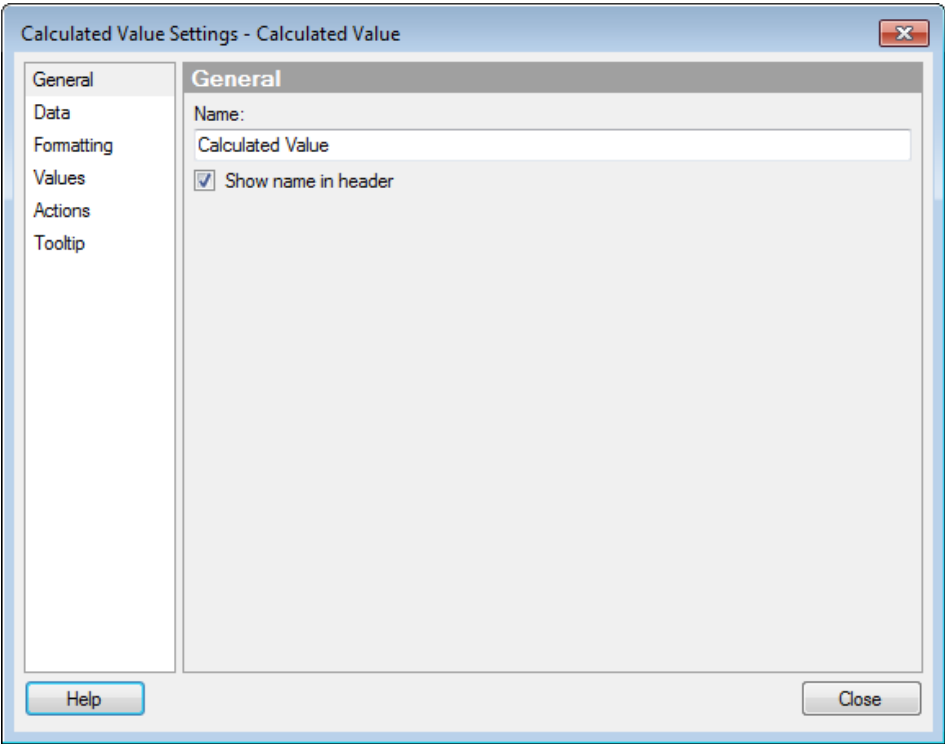 Calculated Value Settings - Calculated Value
General
Data
Formatting
Values
Actions
Tooltip
General
Name:
Calculated Value
Show name in header
Help
Close